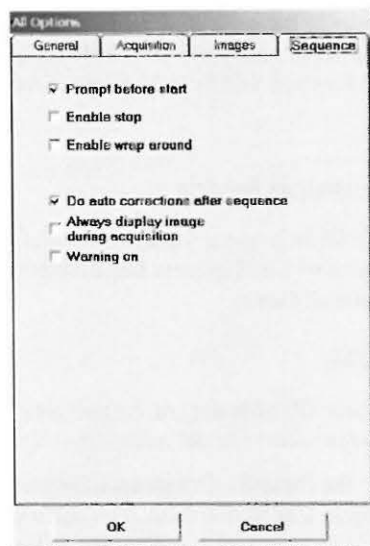 All Options
General Acquisition Images Sequence
Prompt before start
Enable stop
Enable wrap around
Do auto corrections after sequence
Always display image
during acquisition
Warning on
OK Cancel